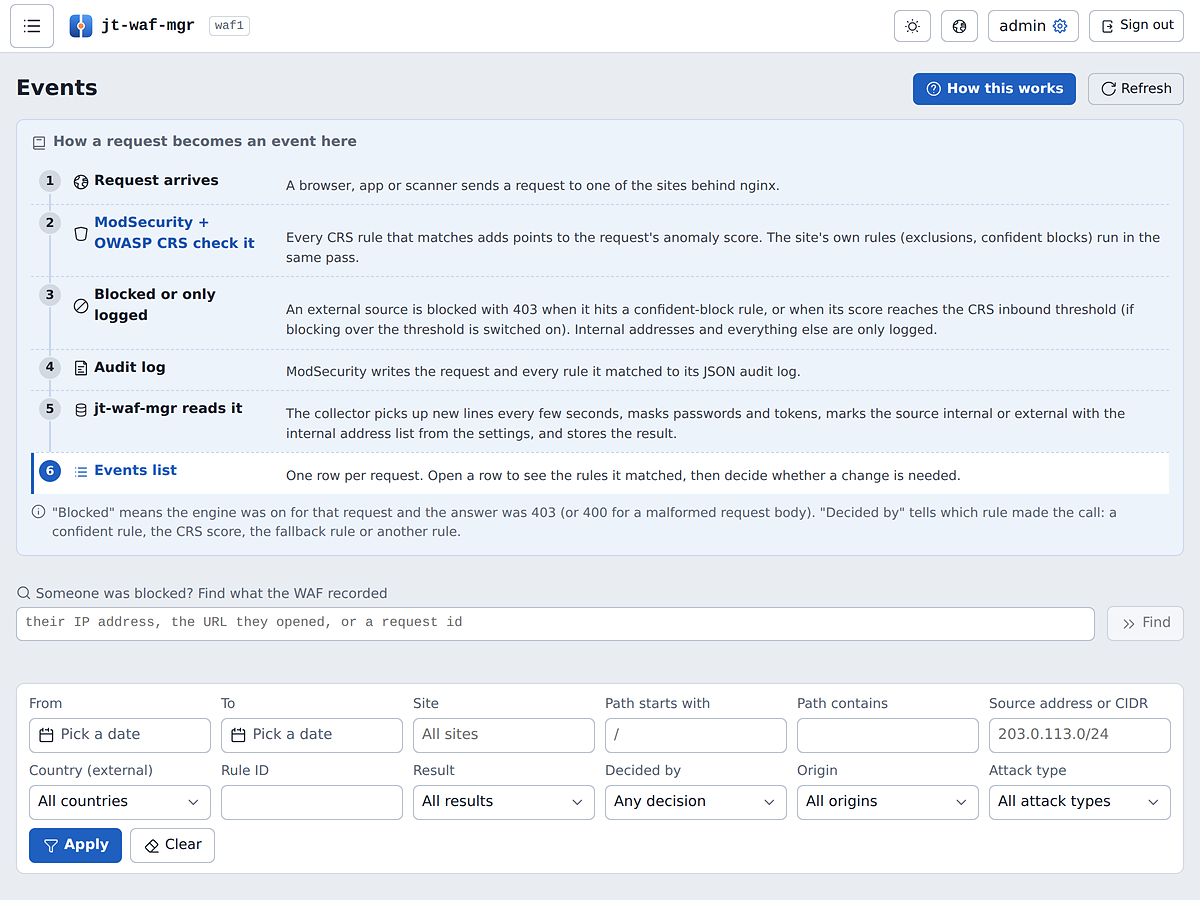 jt-waf-mgr waf1 admin Sign out
Events How this works Refresh
How a request becomes an event here
1 Request arrives
A browser, app or scanner sends a request to one of the sites behind nginx.
2 ModSecurity +
OWASP CRS check it
Every CRS rule that matches adds points to the request's anomaly score. The site's own rules (exclusions, confident blocks) run in the
same pass.
3 Blocked or only
logged
An external source is blocked with 403 when it hits a confident-block rule, or when its score reaches the CRS inbound threshold (if
blocking over the threshold is switched on). Internal addresses and everything else are only logged.
4 Audit log
ModSecurity writes the request and every rule it matched to its JSON audit log.
5 jt-waf-mgr reads it
The collector picks up new lines every few seconds, masks passwords and tokens, marks the source internal or external with the
internal address list from the settings, and stores the result.
6 Events list
One row per request. Open a row to see the rules it matched, then decide whether a change is needed.
"Blocked" means the engine was on for that request and the answer was 403 (or 400 for a malformed request body). "Decided by" tells which rule made the call: a
confident rule, the CRS score, the fallback rule or another rule.
Someone was blocked? Find what the WAF recorded
their IP address, the URL they opened, or a request id Find
From To Site Path starts with Path contains Source address or CIDR
Pick a date Pick a date All sites / 203.0.113.0/24
Country (external) Rule ID Result Decided by Origin Attack type
All countries All results Any decision All origins All attack types
Apply Clear